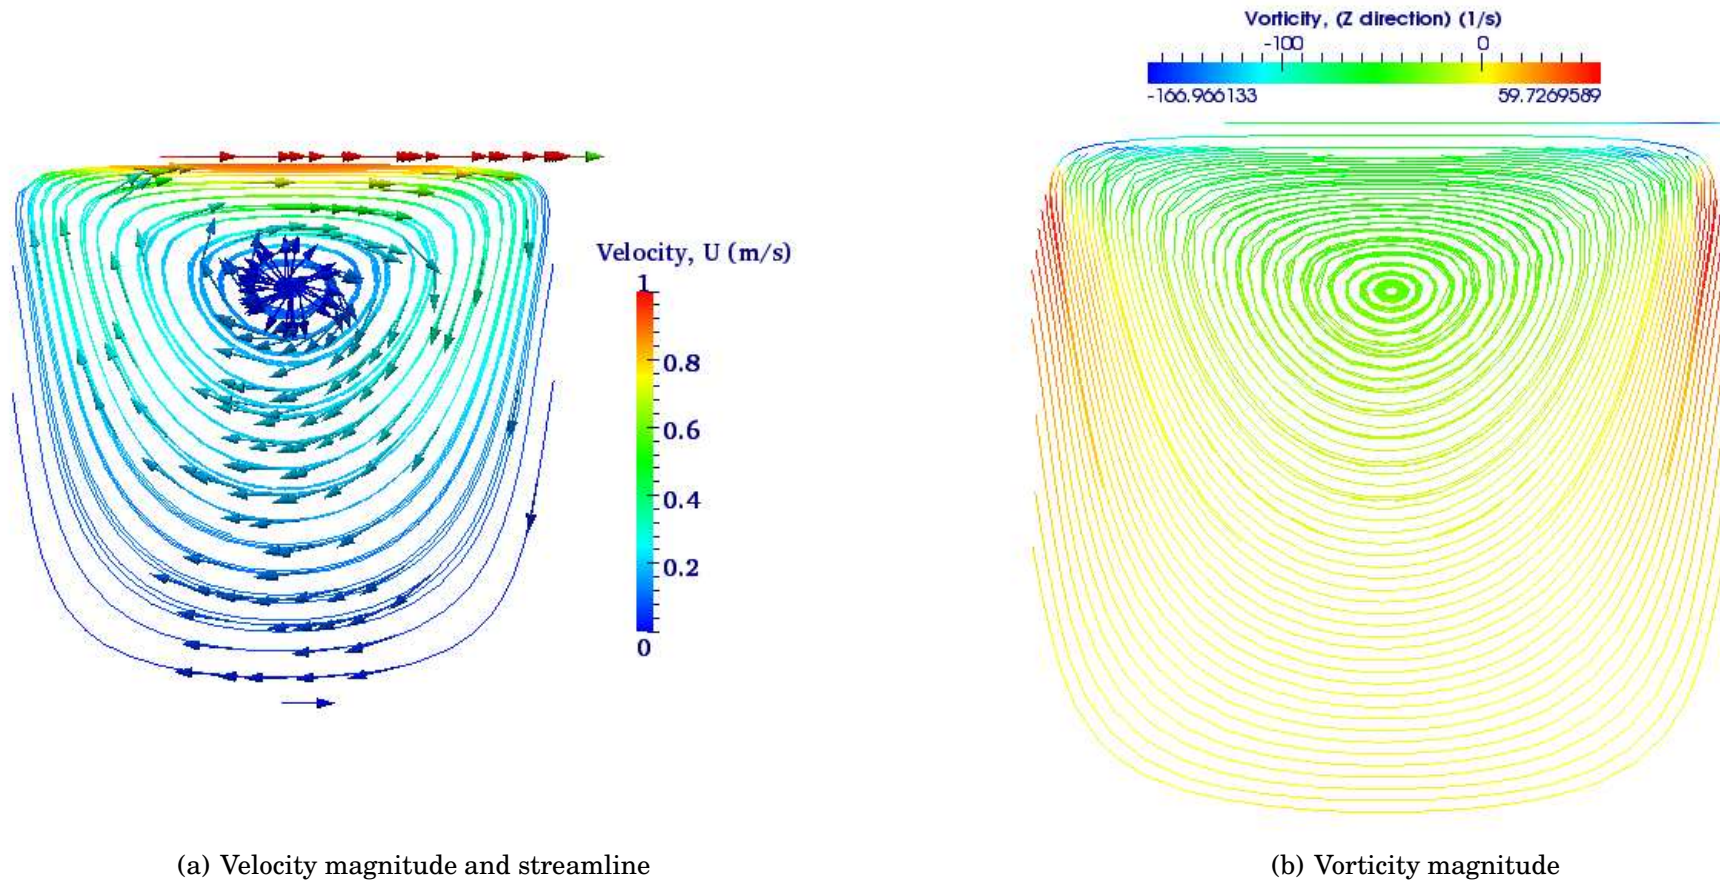 Vorticity, (Z direction) (1/s)
-100 0
-166.966133 59.7269589
Velocity, U (m/s)
1
0.8
0.6
0.4
0.2
0
(a) Velocity magnitude and streamline
(b) Vorticity magnitude